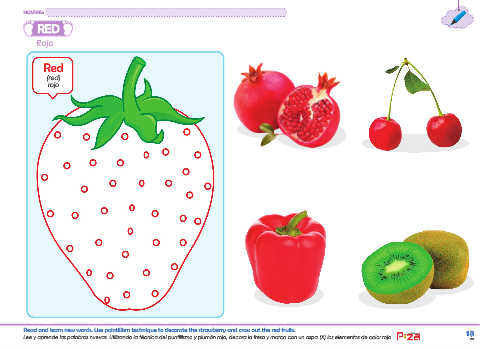 NOMBRE:
RED
Rojo
Red
(red)
rojo
Read and learn new words. Use pointillism technique to decorate the strawberry and cross out the red fruits.
Lee y aprende las palabras nuevas. Utilizando la técnica del puntillismo y plumón rojo, decora la fresa y marca con un aspa (X) los elementos de color rojo.